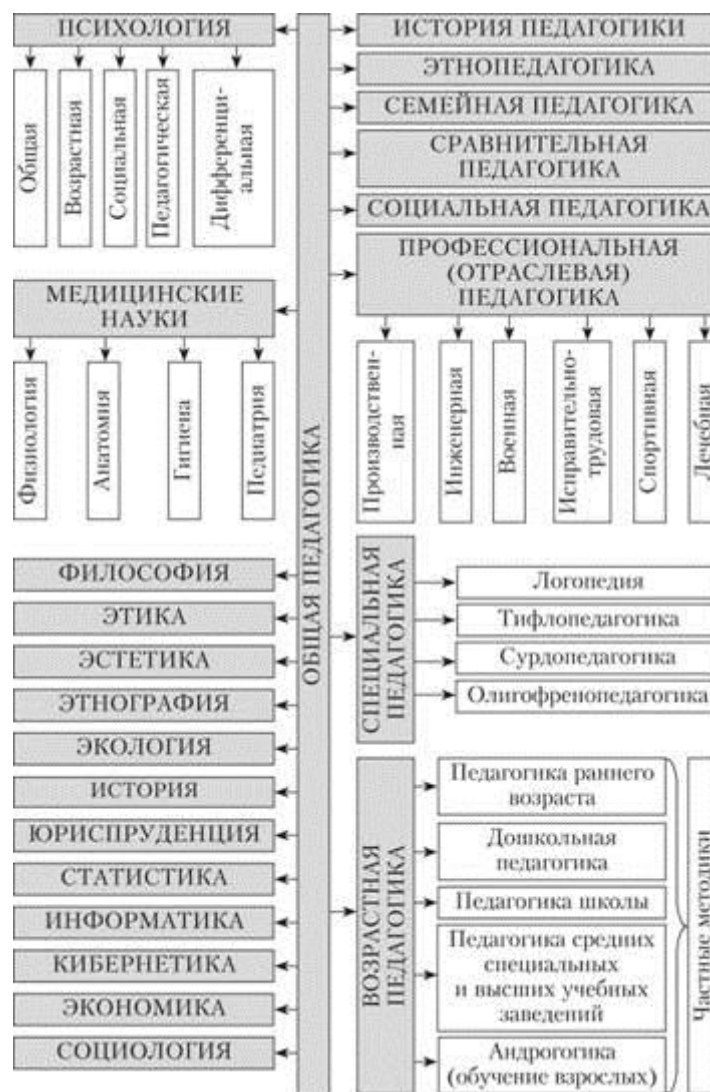 ПСИХОЛОГИЯ
Общая
Возрастная
Социальная
Педагогическая
Дифференци-
альная
МЕДИЦИНСКИЕ
НАУКИ
Физиология
Анатомия
Гигиена
Педиатрия
ФИЛОСОФИЯ
ЭТИКА
ЭСТЕТИКА
ЭТНОГРАФИЯ
ЭКОЛОГИЯ
ИСТОРИЯ
ЮРИСПРУДЕНЦИЯ
СТАТИСТИКА
ИНФОРМАТИКА
КИБЕРНЕТИКА
ЭКОНОМИКА
СОЦИОЛОГИЯ
ОБЩАЯ ПЕДАГОГИКА
ИСТОРИЯ ПЕДАГОГИКИ
ЭТНОПЕДАГОГИКА
СЕМЕЙНАЯ ПЕДАГОГИКА
СРАВНИТЕЛЬНАЯ
ПЕДАГОГИКА
СОЦИАЛЬНАЯ ПЕДАГОГИКА
ПРОФЕССИОНАЛЬНАЯ
(ОТРАСЛЕВАЯ)
ПЕДАГОГИКА
Производствен-
ная
Инженерная
Военная
Исправительно-
трудовая
Спортивная
Лечебная
СПЕЦИАЛЬНАЯ
ПЕДАГОГИКА
Логопедия
Тифлопедагогика
Сурдопедагогика
Олигофренопедагогика
ВОЗРАСТНАЯ
ПЕДАГОГИКА
Педагогика раннего
возраста
Дошкольная
педагогика
Педагогика школы
Педагогика средних
специальных
и высших учебных
заведений
Андрогогика
(обучение взрослых)
Частные методики